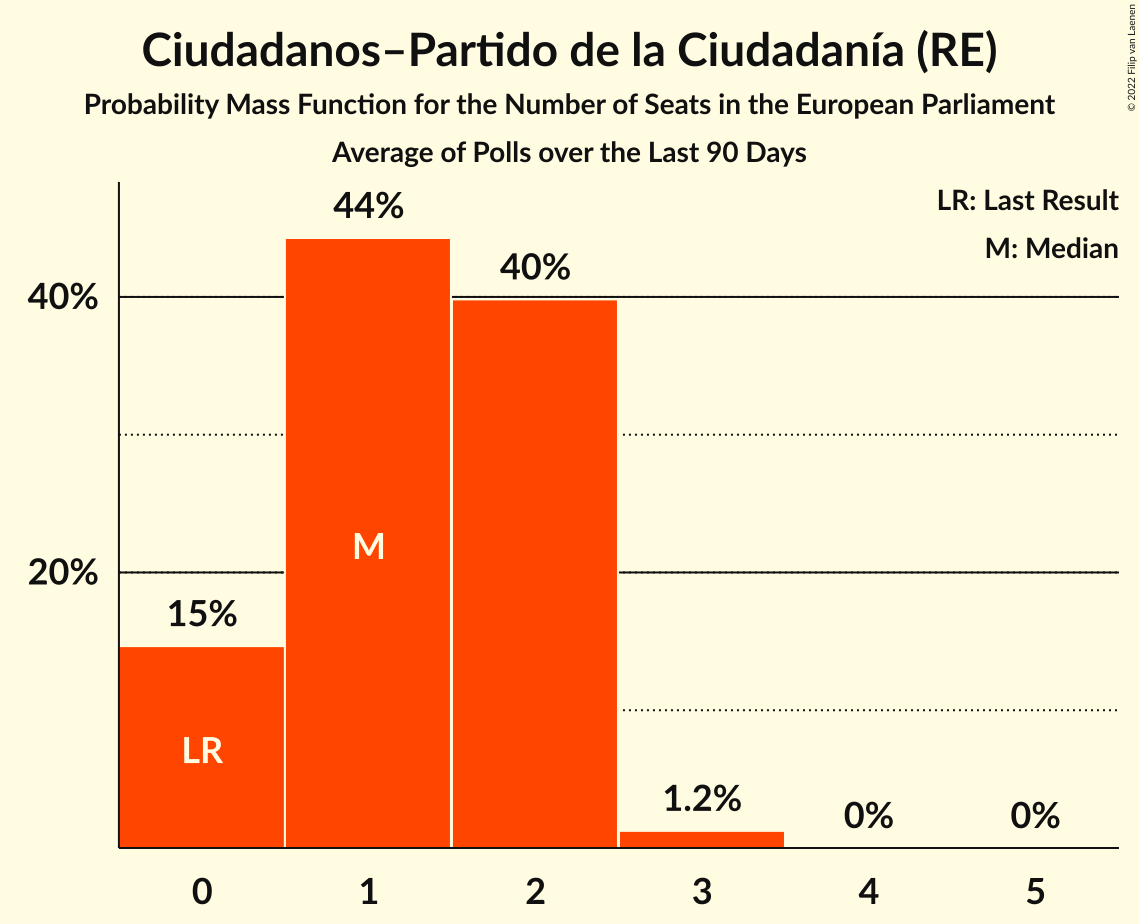 Ciudadanos–Partido de la Ciudadanía (RE)
Probability Mass Function for the Number of Seats in the European Parliament
Average of Polls over the Last 90 Days
© 2022 Filip van Laenen
LR: Last Result
M: Median
44%
40%
40%
M
20%
15%
LR
1.2%
0%
0%
0 1 2 3 4 5